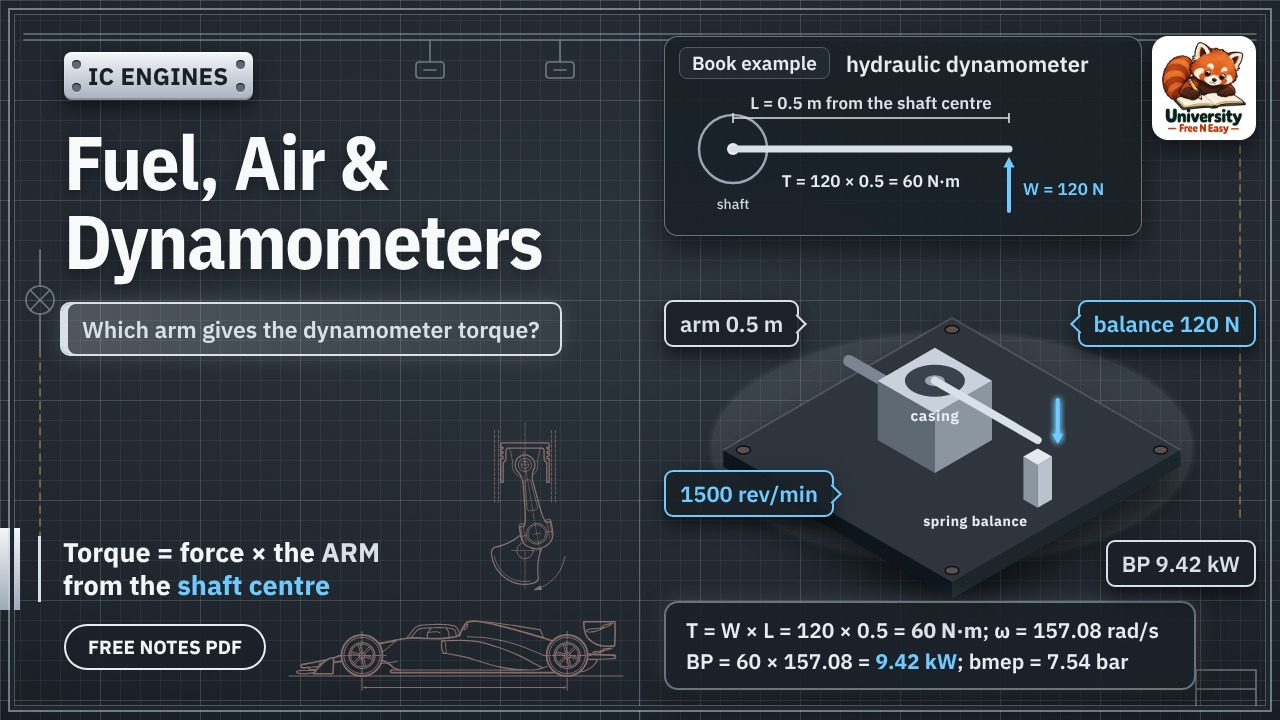 IC ENGINES
Fuel, Air &
Dynamometers
Which arm gives the dynamometer torque?
Torque = force × the ARM
from the shaft centre
FREE NOTES PDF
Book example
hydraulic dynamometer
L = 0.5 m from the shaft centre
T = 120 × 0.5 = 60 N·m
W = 120 N
shaft
University
Free N Easy
arm 0.5 m
balance 120 N
casing
1500 rev/min
spring balance
BP 9.42 kW
T = W × L = 120 × 0.5 = 60 N·m; ω = 157.08 rad/s
BP = 60 × 157.08 = 9.42 kW; bmep = 7.54 bar